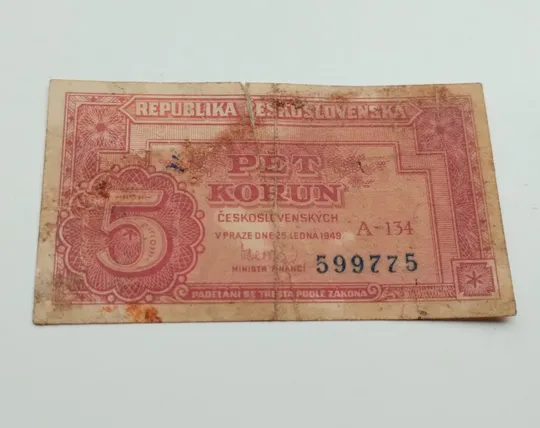 REPUBLIKA ČESKOSLOVENSKÁ
PĚT
KORUN
5
ČESKOSLOVENSKÝCH
V PRAZE DNE 25. LEDNA 1949
A-134
MINISTR FINANCÍ
599775
PADĚLÁNÍ SE TRESTÁ PODLE ZÁKONA